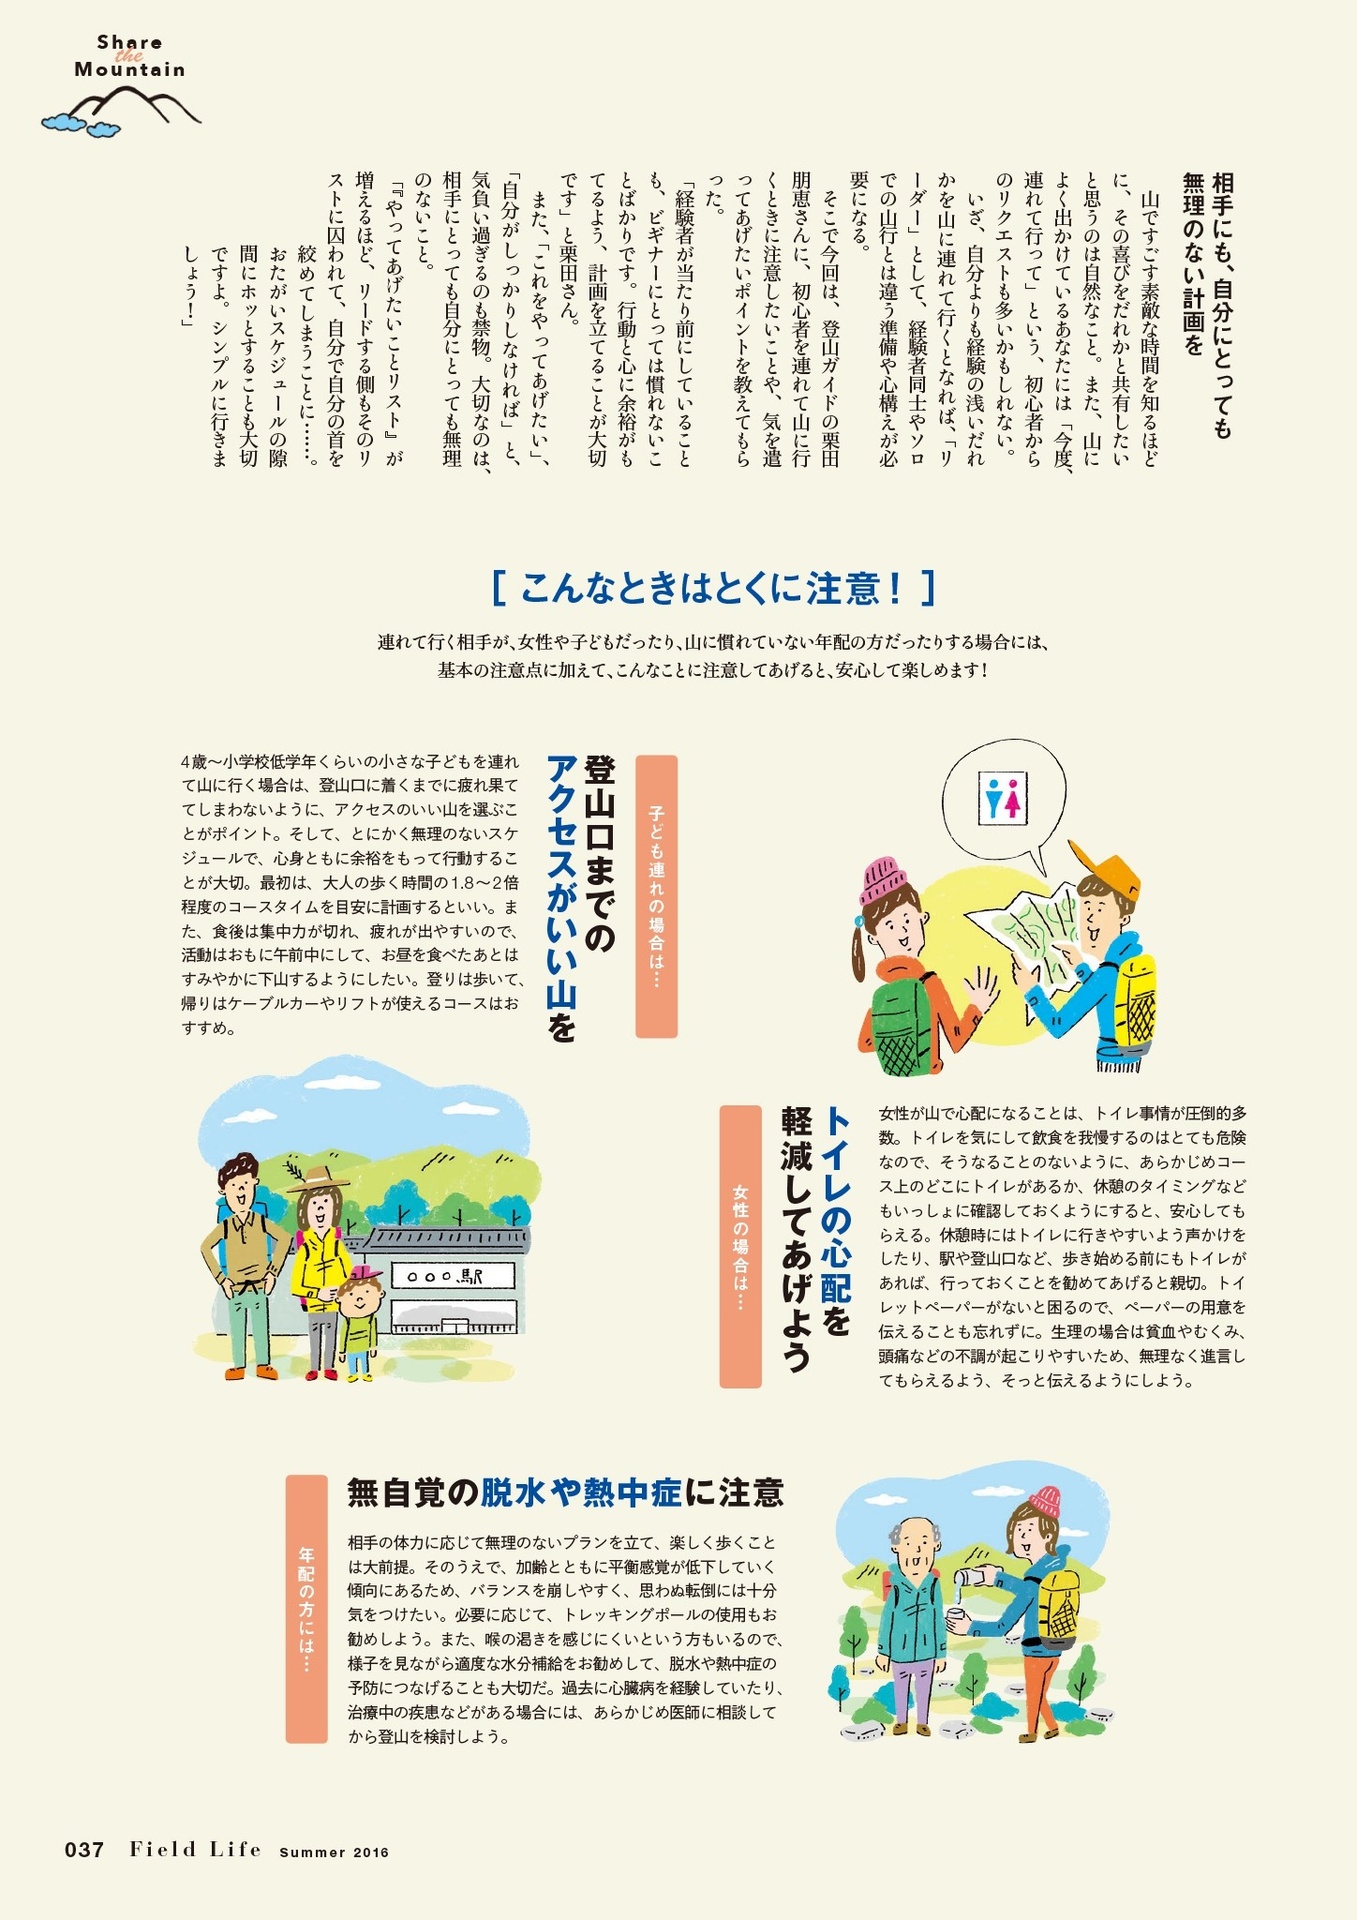 Share
the
Mountain
相手にも、自分にとっても
無理のない計画を
山ですごす素敵な時間を知るほど
に、その喜びをだれかと共有したい
と思うのは自然なこと。また、山に
よく出かけているあなたには「今度、
連れて行って」という、初心者から
のリクエストも多いかもしれない。
いざ、自分よりも経験の浅いだれ
かを山に連れて行くとなれば、「リ
ーダー」として、経験者同士やソロ
での山行とは違う準備や心構えが必
要になる。
そこで今回は、登山ガイドの栗田
朋恵さんに、初心者を連れて山に行
くときに注意したいことや、気を遣
ってあげたいポイントを教えてもら
った。
「経験者が当たり前にしていること
も、ビギナーにとっては慣れないこ
とばかりです。行動と心に余裕がも
てるよう、計画を立てることが大切
です」と栗田さん。
また、「これをやってあげたい」、
「自分がしっかりしなければ」と、
気負い過ぎるのも禁物。大切なのは、
相手にとっても自分にとっても無理
のないこと。
「『やってあげたいことリスト』が
増えるほど、リードする側もそのリ
ストに囚われて、自分で自分の首を
絞めてしまうことに……。
おたがいスケジュールの隙
間にホッとすることも大切
ですよ。シンプルに行きま
しょう！」
［ こんなときはとくに注意！ ］
連れて行く相手が、女性や子どもだったり、山に慣れていない年配の方だったりする場合には、
基本の注意点に加えて、こんなことに注意してあげると、安心して楽しめます！
子ども連れの場合は…
登山口までの
アクセスがいい山を
4歳〜小学校低学年くらいの小さな子どもを連れ
て山に行く場合は、登山口に着くまでに疲れ果て
てしまわないように、アクセスのいい山を選ぶこ
とがポイント。そして、とにかく無理のないスケ
ジュールで、心身ともに余裕をもって行動するこ
とが大切。最初は、大人の歩く時間の1.8〜2倍
程度のコースタイムを目安に計画するといい。ま
た、食後は集中力が切れ、疲れが出やすいので、
活動はおもに午前中にして、お昼を食べたあとは
すみやかに下山するようにしたい。登りは歩いて、
帰りはケーブルカーやリフトが使えるコースはお
すすめ。
○○○駅
女性の場合は…
トイレの心配を
軽減してあげよう
女性が山で心配になることは、トイレ事情が圧倒的多
数。トイレを気にして飲食を我慢するのはとても危険
なので、そうなることのないように、あらかじめコー
ス上のどこにトイレがあるか、休憩のタイミングなど
もいっしょに確認しておくようにすると、安心しても
らえる。休憩時にはトイレに行きやすいよう声かけを
したり、駅や登山口など、歩き始める前にもトイレが
あれば、行っておくことを勧めてあげると親切。トイ
レットペーパーがないと困るので、ペーパーの用意を
伝えることも忘れずに。生理の場合は貧血やむくみ、
頭痛などの不調が起こりやすいため、無理なく進言し
てもらえるよう、そっと伝えるようにしよう。
年配の方には…
無自覚の脱水や熱中症に注意
相手の体力に応じて無理のないプランを立て、楽しく歩くこと
は大前提。そのうえで、加齢とともに平衡感覚が低下していく
傾向にあるため、バランスを崩しやすく、思わぬ転倒には十分
気をつけたい。必要に応じて、トレッキングポールの使用もお
勧めしよう。また、喉の渇きを感じにくいという方もいるので、
様子を見ながら適度な水分補給をお勧めして、脱水や熱中症の
予防につなげることも大切だ。過去に心臓病を経験していたり、
治療中の疾患などがある場合には、あらかじめ医師に相談して
から登山を検討しよう。
037 Field Life Summer 2016